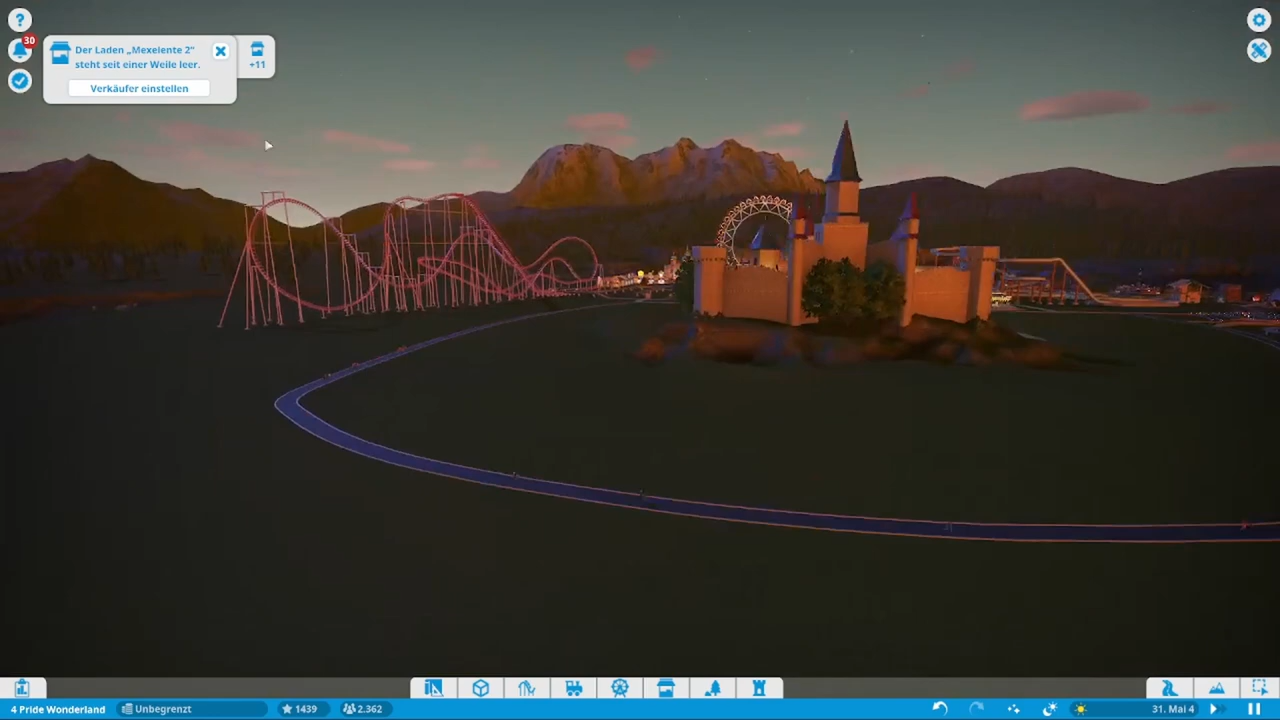 ?
30
Der Laden „Mexelente 2"
steht seit einer Weile leer.
Verkäufer einstellen
+11
4 Pride Wonderland
Unbegrenzt
1439
2.362
31. Mai 4